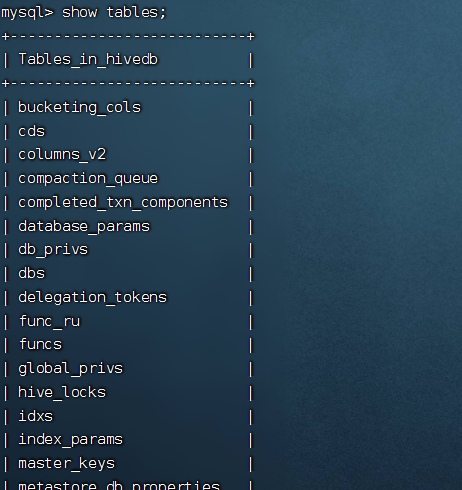 mysql> show tables;
+---------------------------+
| Tables_in_hivedb          |
+---------------------------+
| bucketing_cols            |
| cds                       |
| columns_v2                |
| compaction_queue          |
| completed_txn_components  |
| database_params           |
| db_privs                  |
| dbs                       |
| delegation_tokens         |
| func_ru                   |
| funcs                     |
| global_privs              |
| hive_locks                |
| idxs                      |
| index_params              |
| master_keys               |
| metastore_db_properties   |